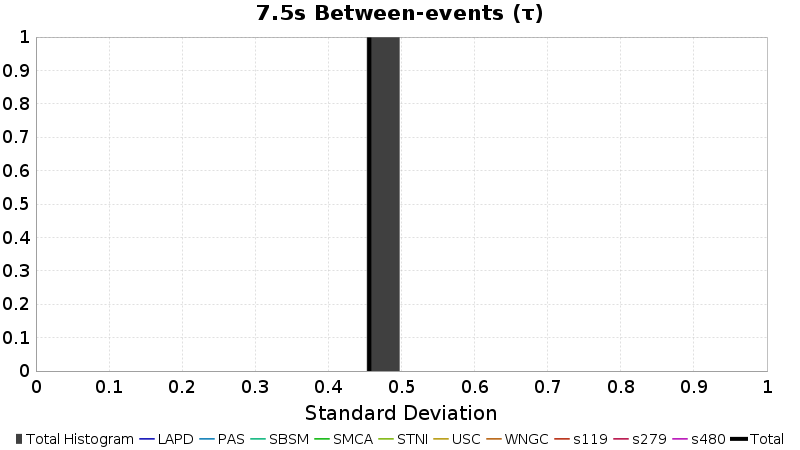 7.5s Between-events (τ)
1
0.9
0.8
0.7
0.6
0.5
0.4
0.3
0.2
0.1
0
0 0.1 0.2 0.3 0.4 0.5 0.6 0.7 0.8 0.9 1
Standard Deviation
Total Histogram LAPD PAS SBSM SMCA STNI USC WNGC s119 s279 s480 Total